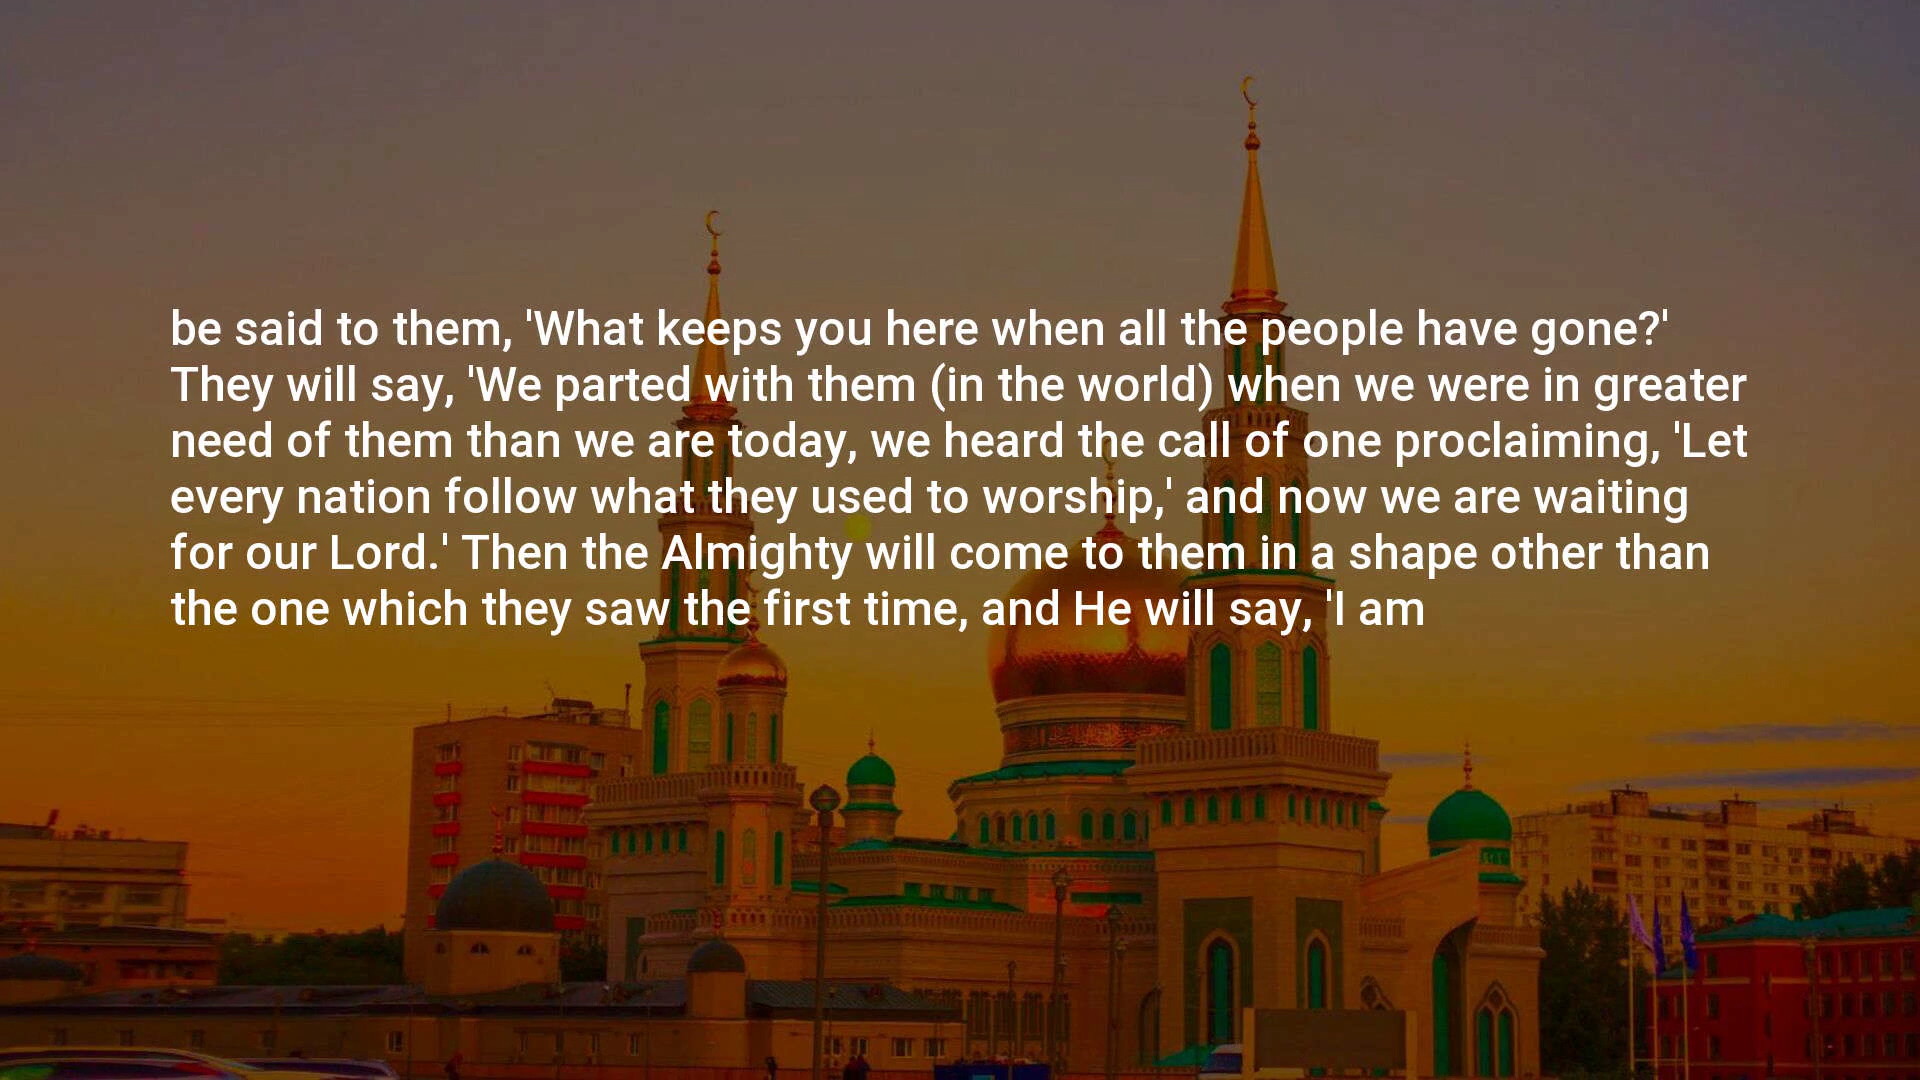 be said to them, 'What keeps you here when all the people have gone?'
They will say, 'We parted with them (in the world) when we were in greater
need of them than we are today, we heard the call of one proclaiming, 'Let
every nation follow what they used to worship,' and now we are waiting
for our Lord.' Then the Almighty will come to them in a shape other than
the one which they saw the first time, and He will say, 'I am